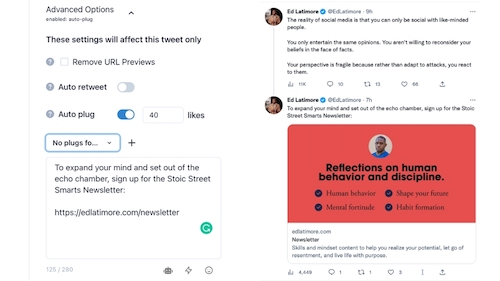 Advanced Options
enabled: auto-plug
These settings will affect this tweet only
Remove URL Previews
Auto retweet
Auto plug
40
likes
No plugs fo...
To expand your mind and set out of the
echo chamber, sign up for the Stoic Street
Smarts Newsletter:
https://edlatimore.com/newsletter
125 / 280
Ed Latimore @EdLatimore · 9h
The reality of social media is that you can only be social with like-minded
people.
You only entertain the same opinions. You aren't willing to reconsider your
beliefs in the face of facts.
Your perspective is fragile because rather than adapt to attacks, you react
to them.
11K 10 13 66
Ed Latimore @EdLatimore · 7h
To expand your mind and set out of the echo chamber, sign up for the Stoic
Street Smarts Newsletter:
Reflections on human
behavior and discipline.
Human behavior Shape your future
Mental fortitude Habit formation
edlatimore.com
Newsletter
Skills and mindset content to help you realize your potential, let go of
resentment, and live life with purpose.
4,449 1 1 3